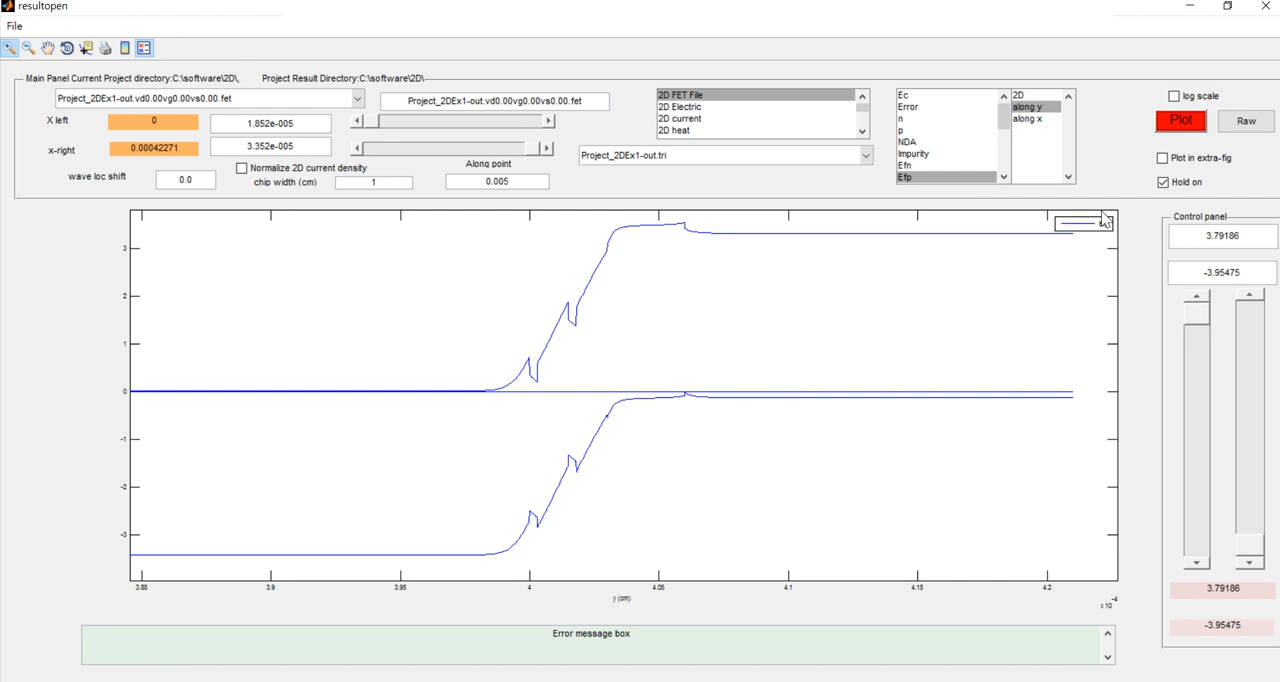 resultopen
File
Main Panel Current Project directory:C:\software\2D\, Project Result Directory:C:\software\2D\
Project_2DEx1-out.vd0.00vg0.00vs0.00.fet
Project_2DEx1-out.vd0.00vg0.00vs0.00.fet
X left 0 1.852e-005
x-right 0.00042271 3.352e-005
wave loc shift 0.0
Normalize 2D current density
chip width (cm) 1
Along point
0.005
2D FET File
2D Electric
2D current
2D heat
Project_2DEx1-out.tri
Ec
Error
n
p
NDA
Impurity
Efn
Efp
2D
along y
along x
log scale
Plot Raw
Plot in extra-fig
Hold on
Control panel
3.79186
-3.95475
3.79186
-3.95475
3
2
1
0
-1
-2
-3
3.85 3.9 3.95 4 4.05 4.1 4.15 4.2
y (cm)
x 10
-4
Error message box